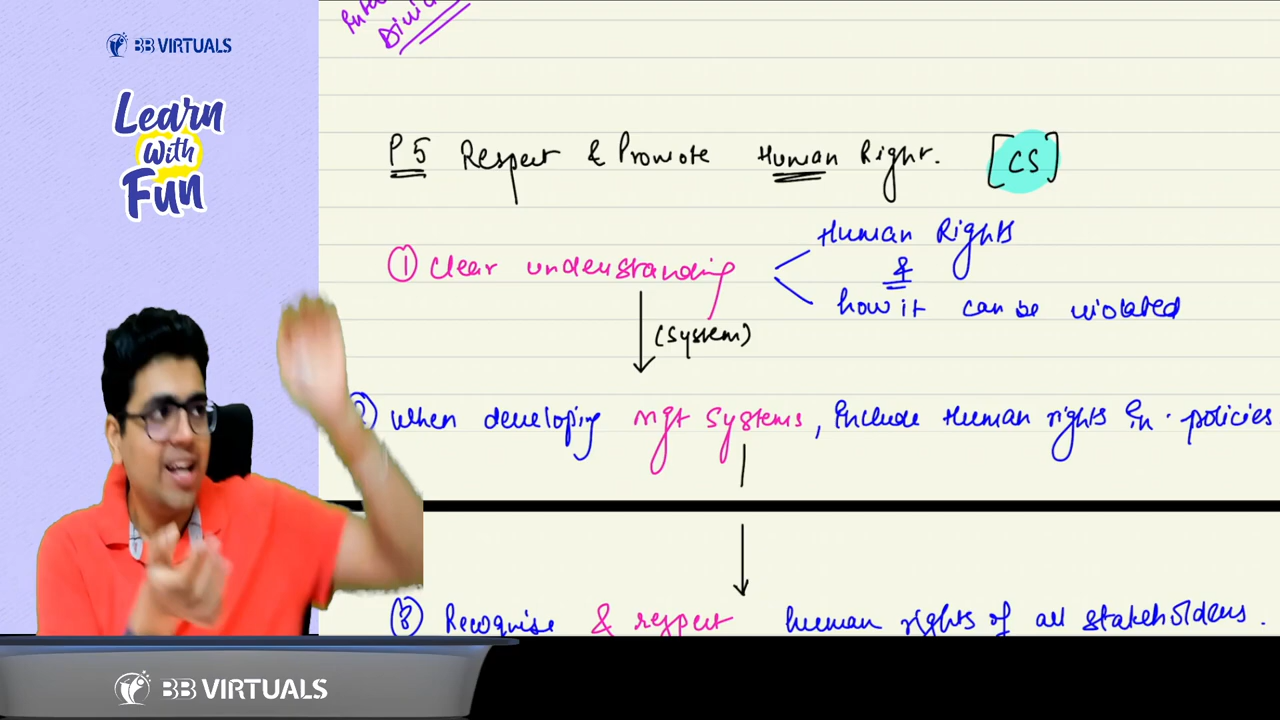 BB VIRTUALS
Learn
With
Fun
Divi
P5 Respect & Promote Human Right. [CS]
① Clear understanding
Human Rights
&
how it can be violated
(System)
when developing mgt systems, Include Human rights in policies
③ Recognise & respect human rights of all stakeholders.
BB VIRTUALS